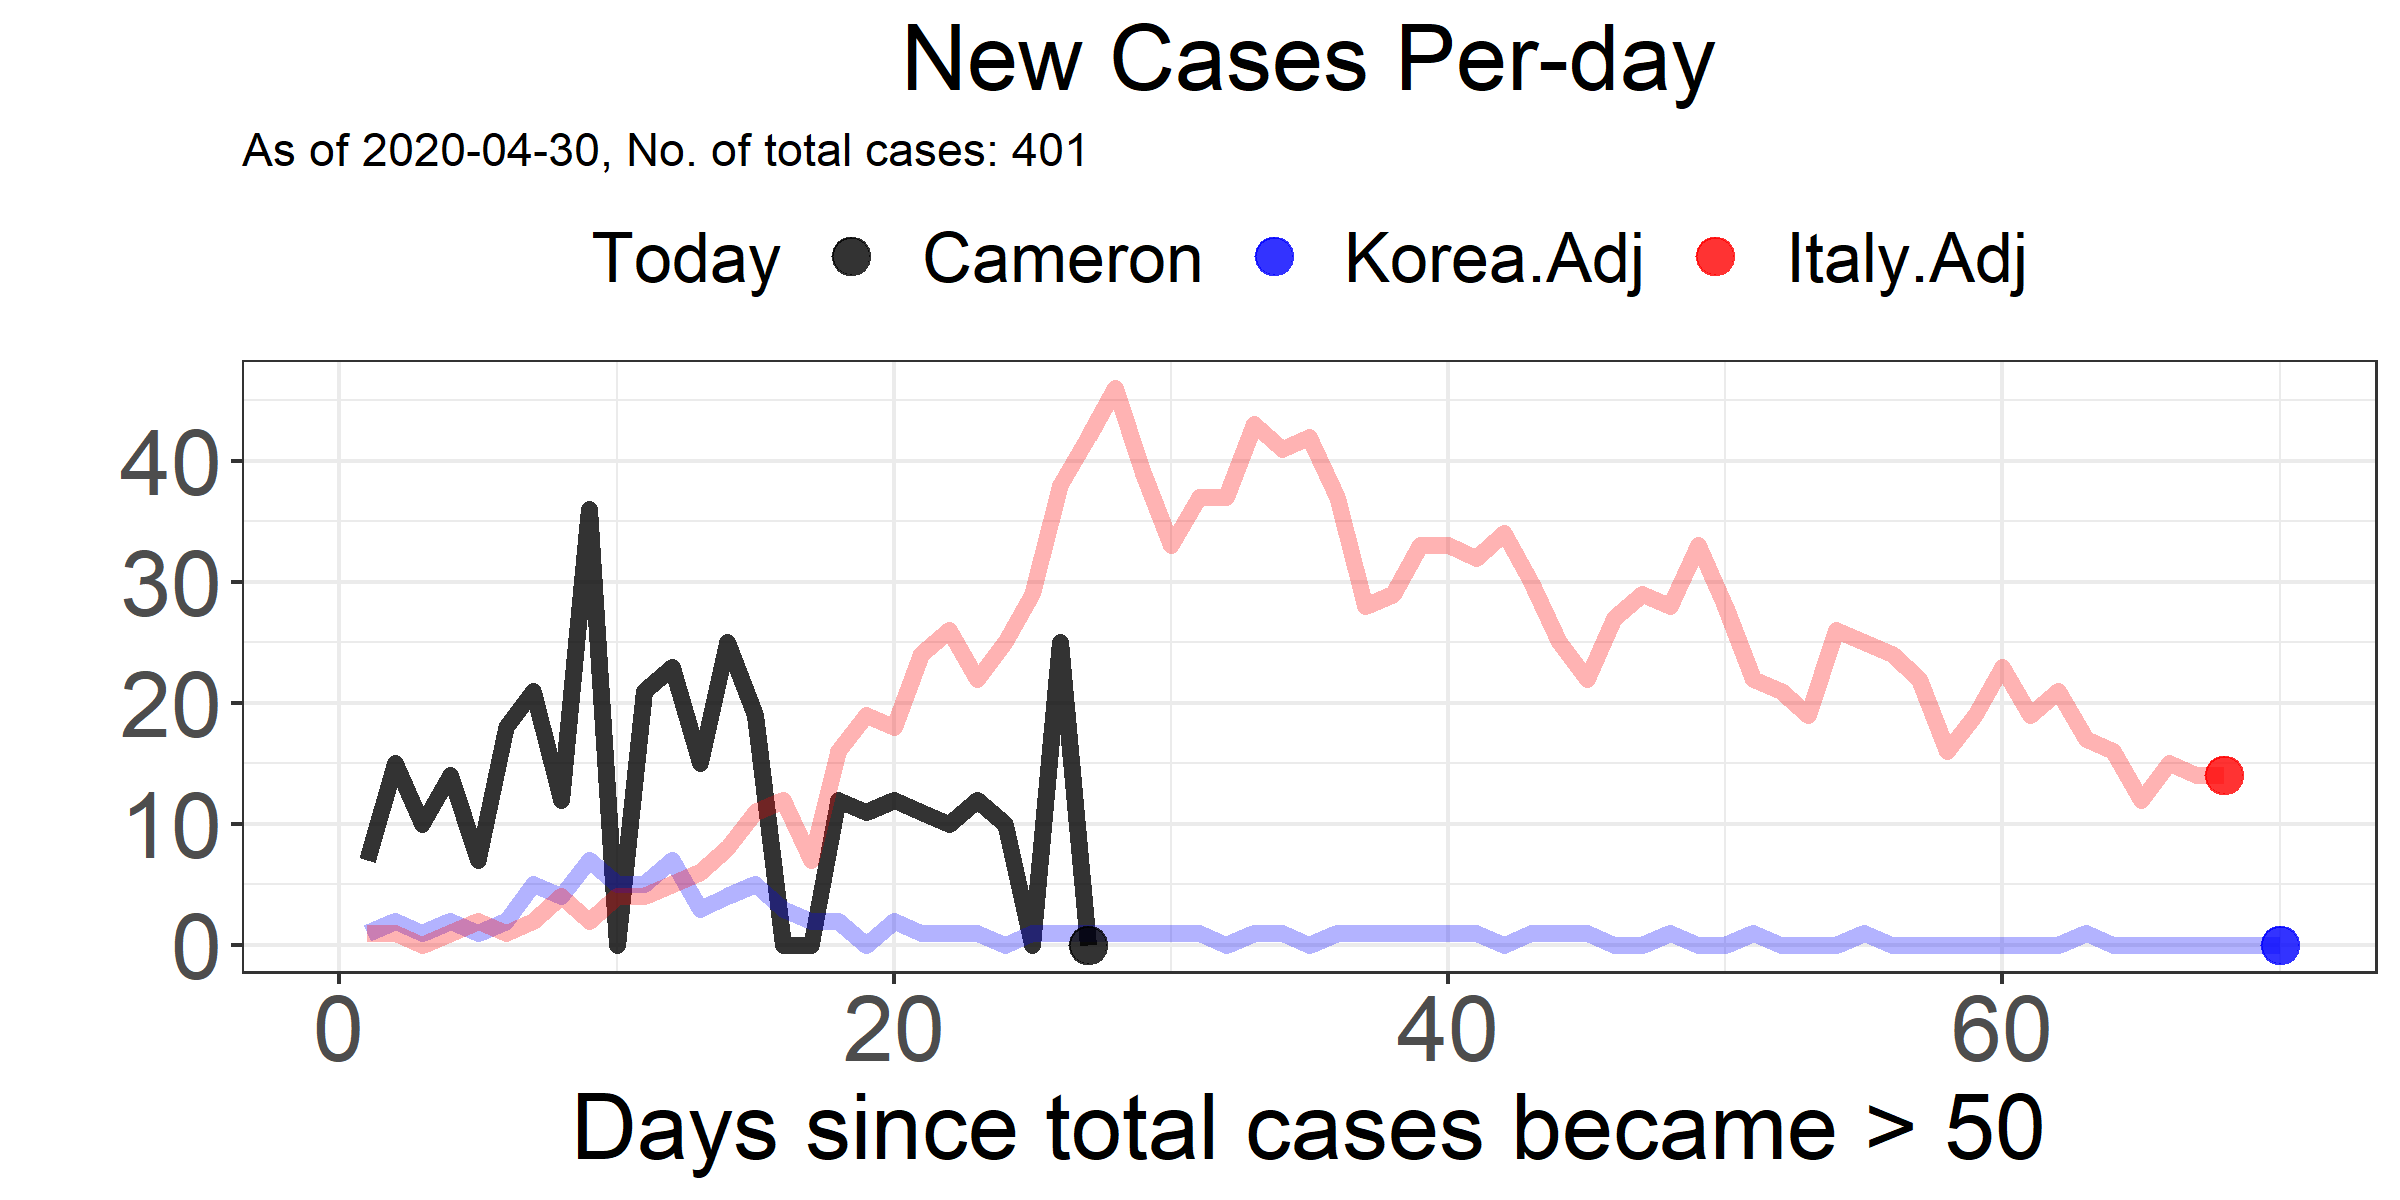 New Cases Per-day
As of 2020-04-30, No. of total cases: 401
Today Cameron Korea.Adj Italy.Adj
40
30
20
10
0
0 20 40 60
Days since total cases became > 50